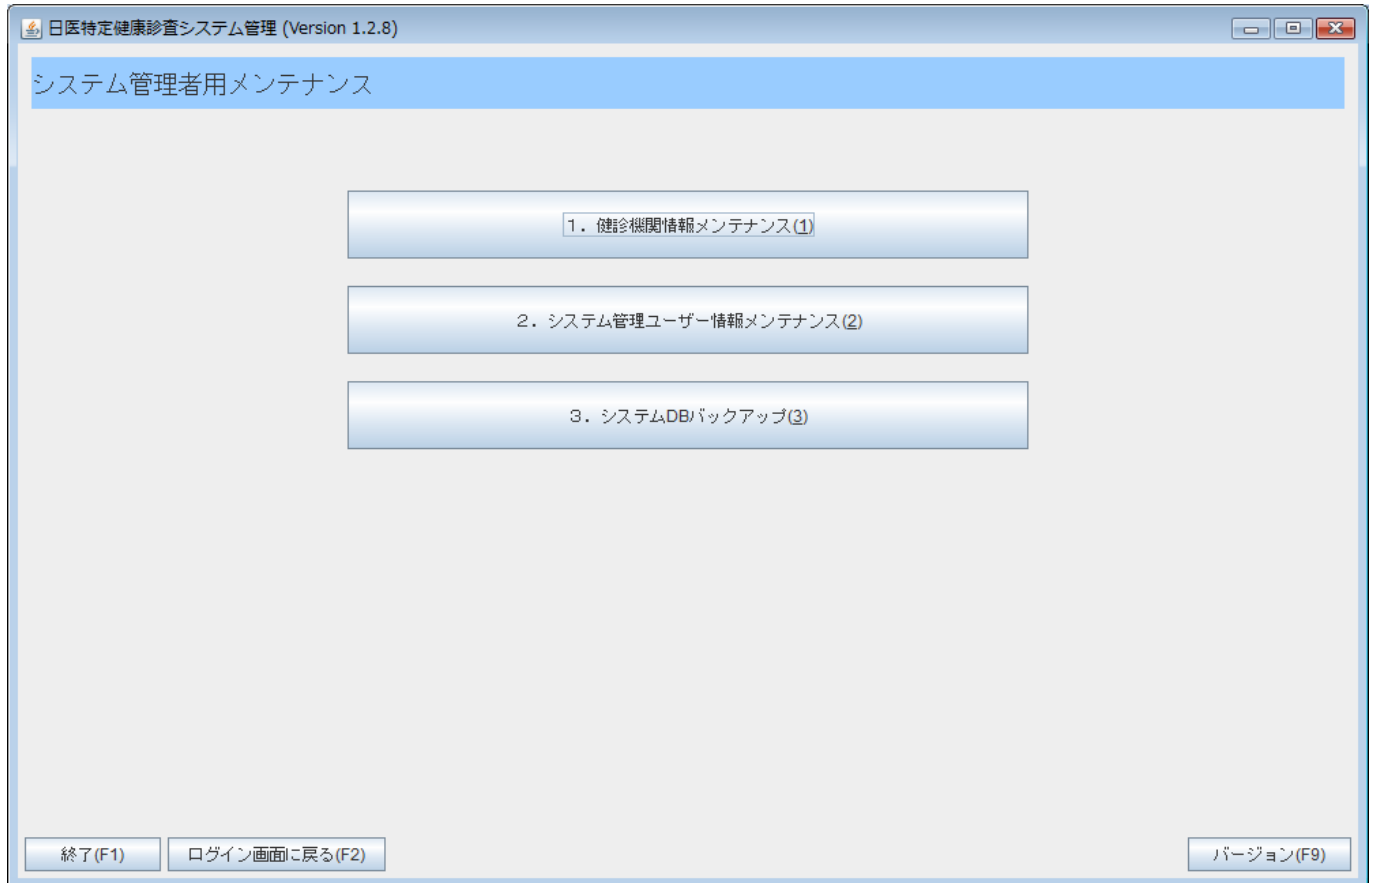 日医特定健康診査システム管理 (Version 1.2.8)
システム管理者用メンテナンス
１．健診機関情報メンテナンス(1)
２．システム管理ユーザー情報メンテナンス(2)
３．システムDBバックアップ(3)
終了(F1) ログイン画面に戻る(F2) バージョン(F9)